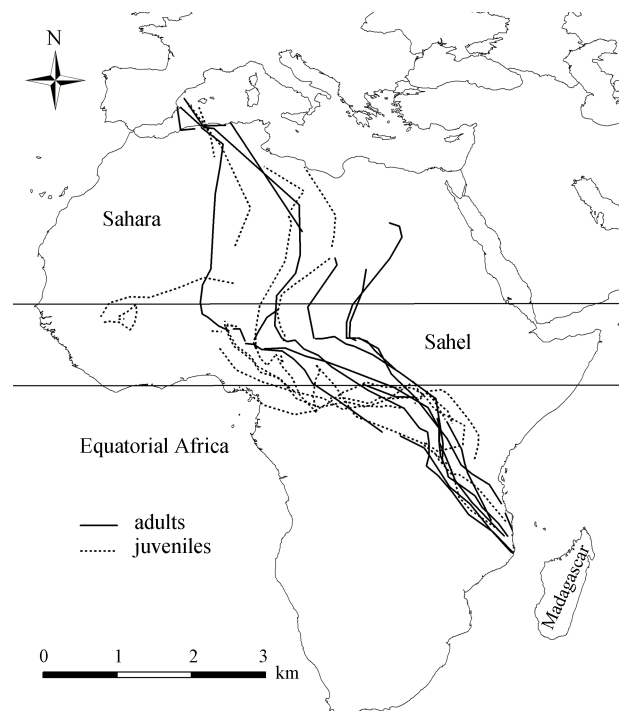 N
Sahara
Sahel
Equatorial Africa
adults
juveniles
Madagascar
0 1 2 3
km